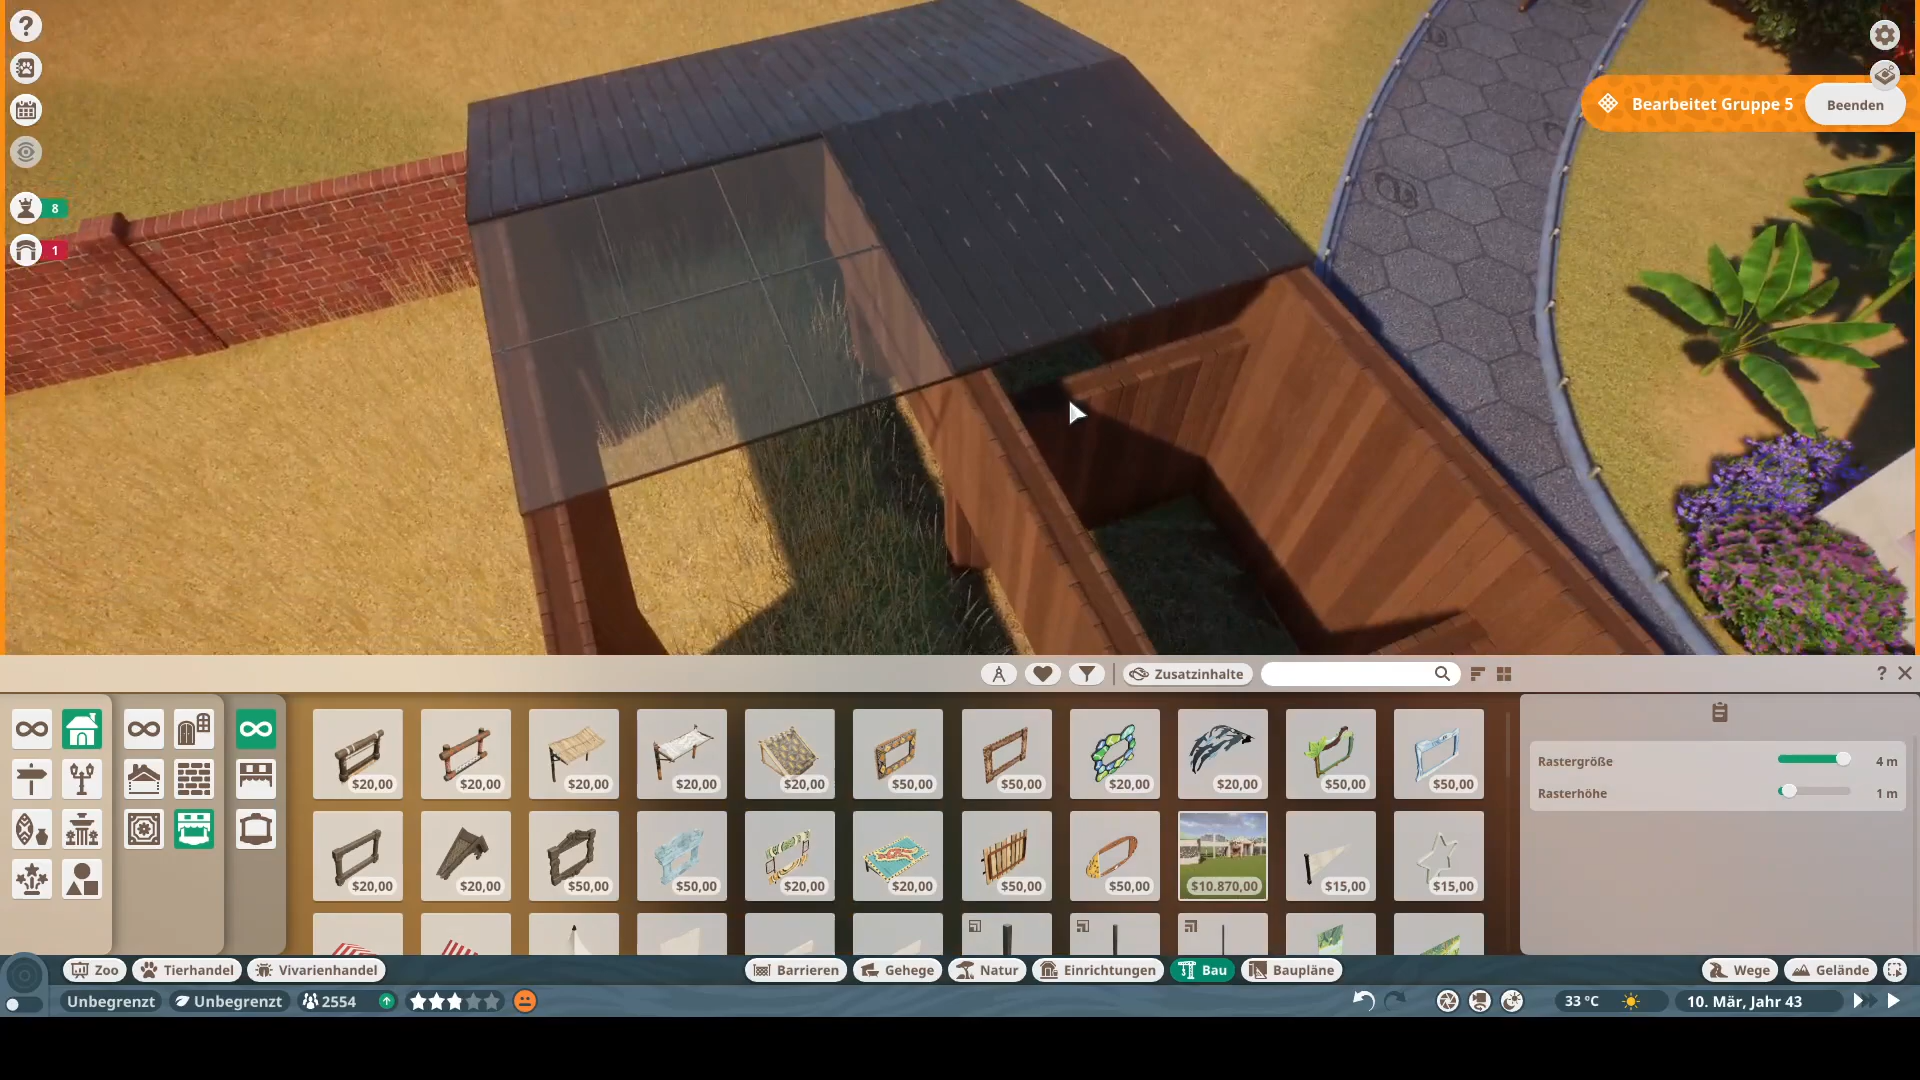 Bearbeitet Gruppe 5
Beenden
8
1
Zusatzinhalte
?
$20,00 $20,00 $20,00 $20,00 $20,00 $50,00 $50,00 $20,00 $20,00 $50,00 $50,00
$20,00 $20,00 $50,00 $50,00 $20,00 $20,00 $50,00 $50,00 $10.870,00 $15,00 $15,00
Rastergröße 4 m
Rasterhöhe 1 m
Zoo Tierhandel Vivarienhandel Barrieren Gehege Natur Einrichtungen Bau Baupläne Wege Gelände
Unbegrenzt Unbegrenzt 2554 33 °C 10. Mär, Jahr 43